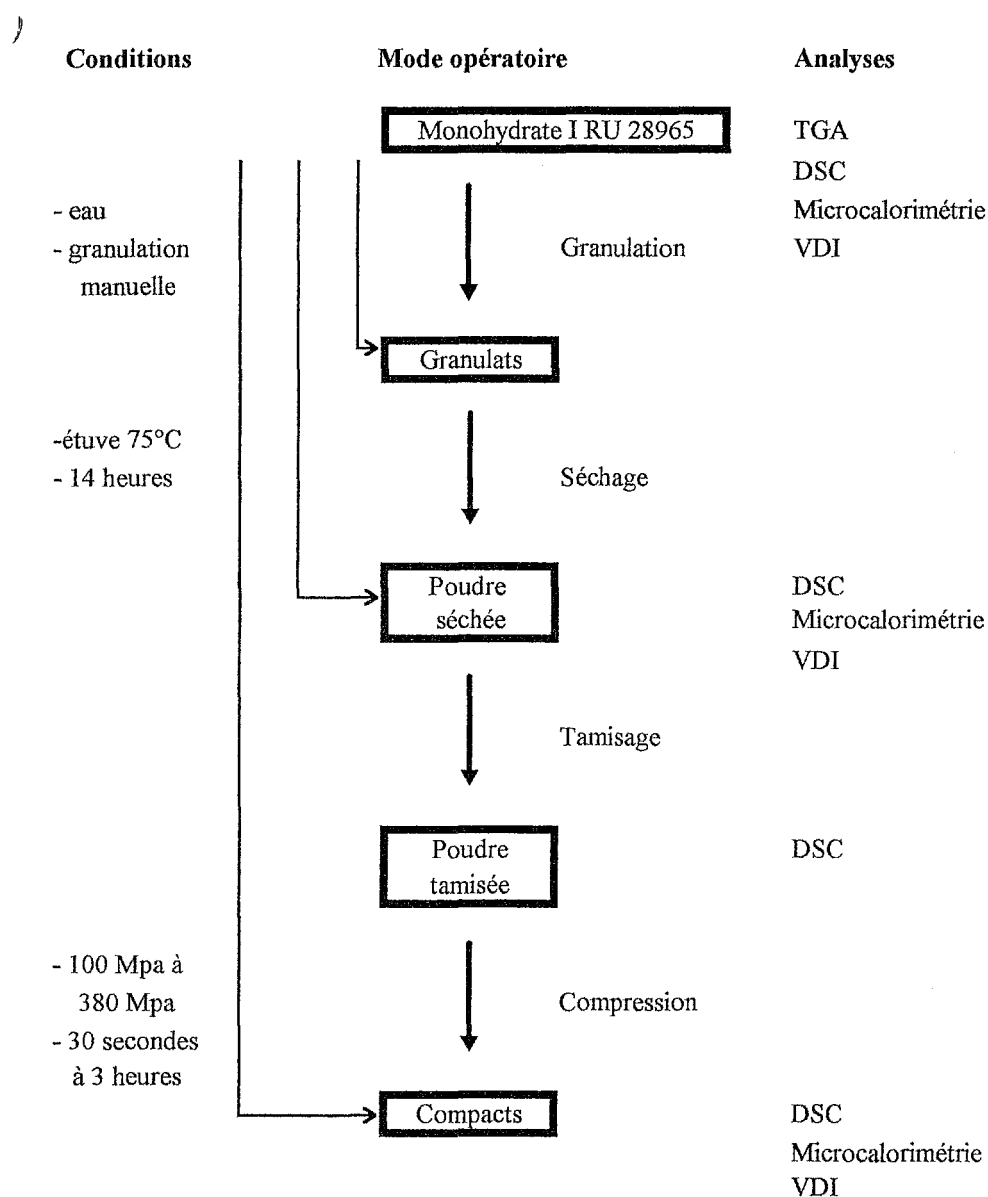 Conditions Mode opératoire Analyses
Monohydrate I RU 28965 TGA
DSC
- eau Microcalorimétrie
- granulation Granulation VDI
manuelle
Granulats
-étuve 75°C
- 14 heures Séchage
Poudre DSC
séchée Microcalorimétrie
VDI
Tamisage
Poudre DSC
tamisée
- 100 Mpa à
380 Mpa Compression
- 30 secondes
à 3 heures
Compacts DSC
Microcalorimétrie
VDI